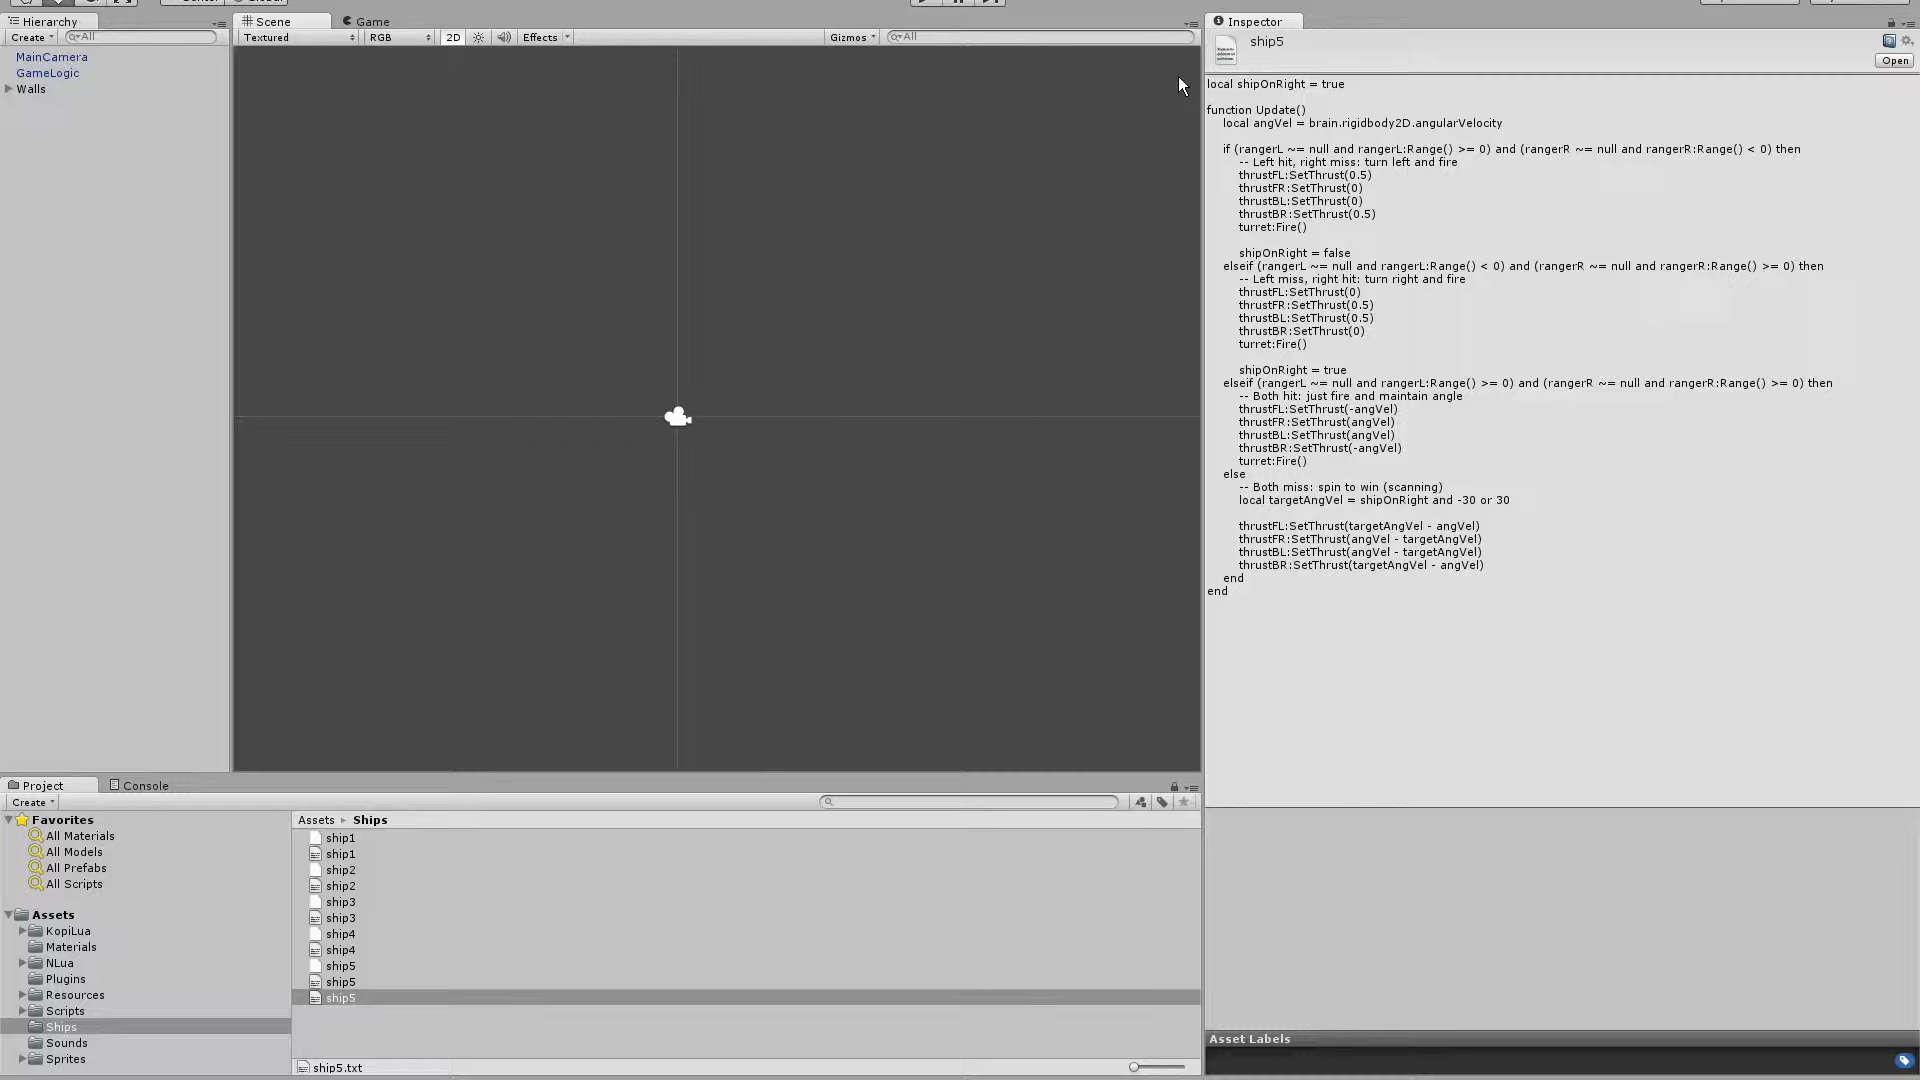 Hierarchy
Scene
Game
Inspector
Create
All
Textured
RGB
2D
Effects
Gizmos
All
ship5
Open
MainCamera
GameLogic
Walls
local shipOnRight = true
function Update()
local angVel = brain.rigidbody2D.angularVelocity
if (rangerL ~= null and rangerL:Range() >= 0) and (rangerR ~= null and rangerR:Range() < 0) then
-- Left hit, right miss: turn left and fire
thrustFL:SetThrust(0.5)
thrustFR:SetThrust(0)
thrustBL:SetThrust(0)
thrustBR:SetThrust(0.5)
turret:Fire()
shipOnRight = false
elseif (rangerL ~= null and rangerL:Range() < 0) and (rangerR ~= null and rangerR:Range() >= 0) then
-- Left miss, right hit: turn right and fire
thrustFL:SetThrust(0)
thrustFR:SetThrust(0.5)
thrustBL:SetThrust(0.5)
thrustBR:SetThrust(0)
turret:Fire()
shipOnRight = true
elseif (rangerL ~= null and rangerL:Range() >= 0) and (rangerR ~= null and rangerR:Range() >= 0) then
-- Both hit: just fire and maintain angle
thrustFL:SetThrust(-angVel)
thrustFR:SetThrust(angVel)
thrustBL:SetThrust(angVel)
thrustBR:SetThrust(-angVel)
turret:Fire()
else
-- Both miss: spin to win (scanning)
local targetAngVel = shipOnRight and -30 or 30
thrustFL:SetThrust(targetAngVel - angVel)
thrustFR:SetThrust(angVel - targetAngVel)
thrustBL:SetThrust(angVel - targetAngVel)
thrustBR:SetThrust(targetAngVel - angVel)
end
end
Project
Console
Create
Favorites
All Materials
All Models
All Prefabs
All Scripts
Assets
KopiLua
Materials
NLua
Plugins
Resources
Scripts
Ships
Sounds
Sprites
Assets
Ships
ship1
ship1
ship2
ship2
ship3
ship3
ship4
ship4
ship5
ship5
ship5
ship5.txt
Asset Labels